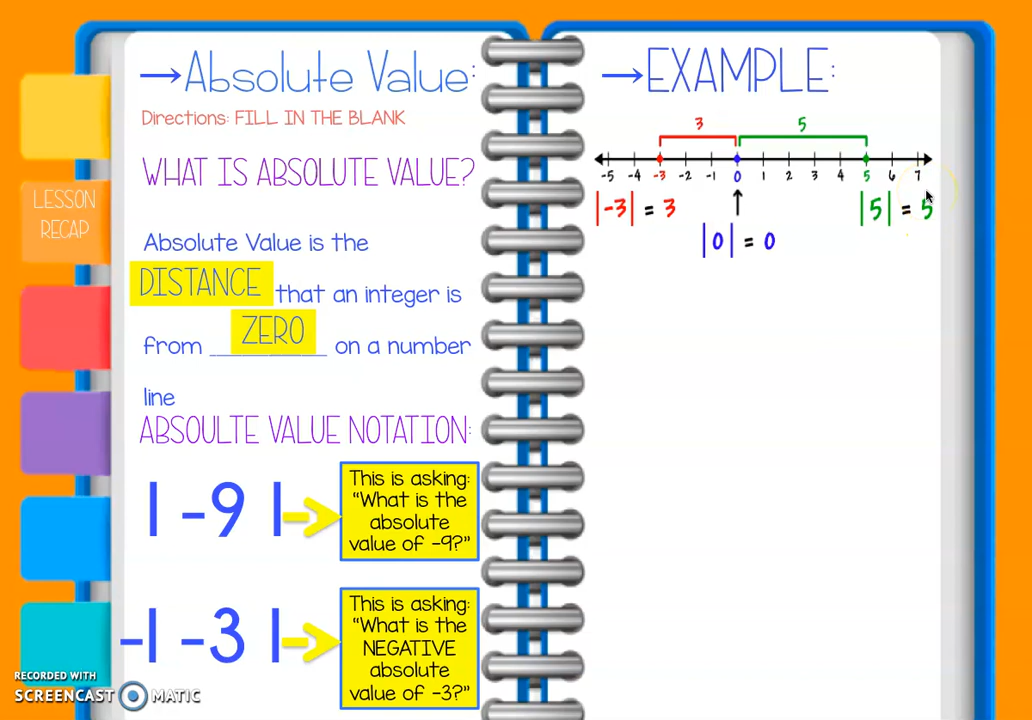 →Absolute Value:
Directions: FILL IN THE BLANK
WHAT IS ABSOLUTE VALUE?
LESSON
RECAP
Absolute Value is the
DISTANCE that an integer is
from ZERO on a number
line
ABSOULTE VALUE NOTATION:
| -9 |
This is asking:
“What is the
absolute
value of -9?”
-| -3 |
This is asking:
“What is the
NEGATIVE
absolute
value of -3?”
→EXAMPLE:
3 5
-5 -4 -3 -2 -1 0 1 2 3 4 5 6 7
|-3| = 3 |5| = 5
|0| = 0
RECORDED WITH
SCREENCAST MATIC